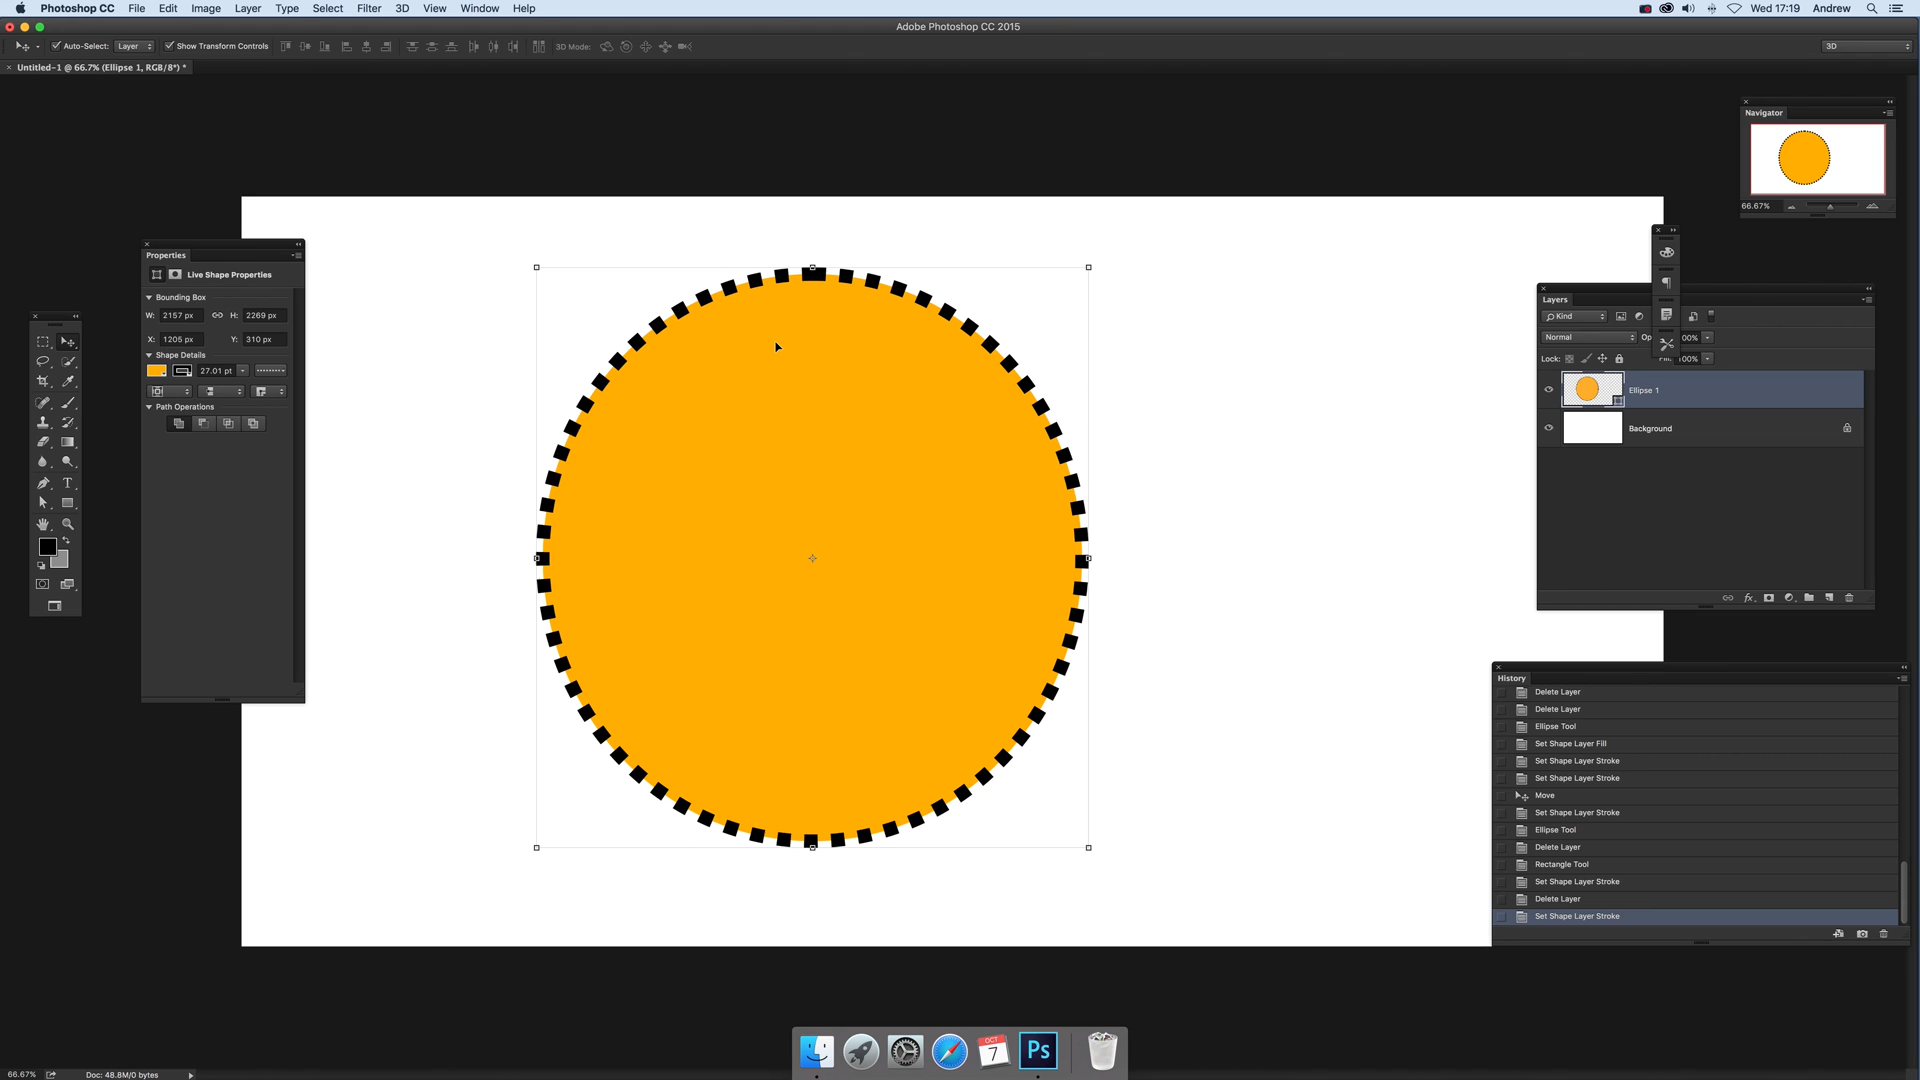 Photoshop CC File Edit Image Layer Type Select Filter 3D View Window Help Wed 17:19 Andrew
Adobe Photoshop CC 2015
Auto-Select: Layer Show Transform Controls 3D Mode: 3D
Untitled-1 @ 66.7% (Ellipse 1, RGB/8*) *
Navigator
66.67%
Properties
Live Shape Properties
Bounding Box
W: 2157 px H: 2269 px
X: 1205 px Y: 310 px
Shape Details
27.01 pt
Path Operations
Layers
Kind
Normal Op 100%
Lock: Fill: 100%
Ellipse 1
Background
fx
History
Delete Layer
Delete Layer
Ellipse Tool
Set Shape Layer Fill
Set Shape Layer Stroke
Set Shape Layer Stroke
Move
Set Shape Layer Stroke
Ellipse Tool
Delete Layer
Rectangle Tool
Set Shape Layer Stroke
Delete Layer
Set Shape Layer Stroke
OCT
7
Ps
66.67% Doc: 48.8M/0 bytes